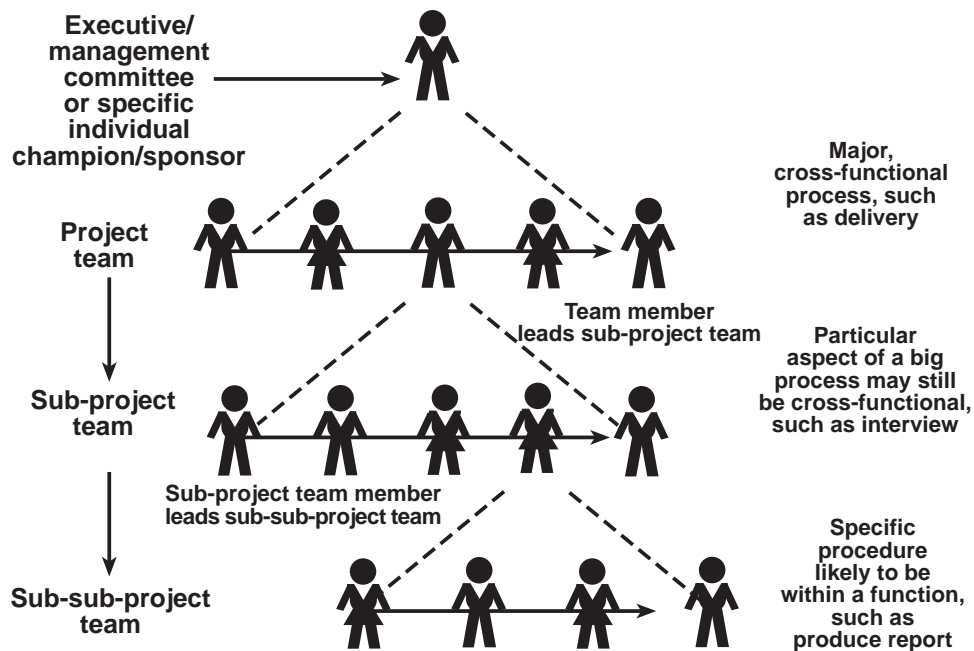 Executive/
management
committee
or specific
individual
champion/sponsor
Major,
cross-functional
process, such
as delivery
Project
team
Team member
leads sub-project team
Particular
aspect of a big
process may still
be cross-functional,
such as interview
Sub-project
team
Sub-project team member
leads sub-sub-project team
Specific
procedure
likely to be
within a function,
such as
produce report
Sub-sub-project
team